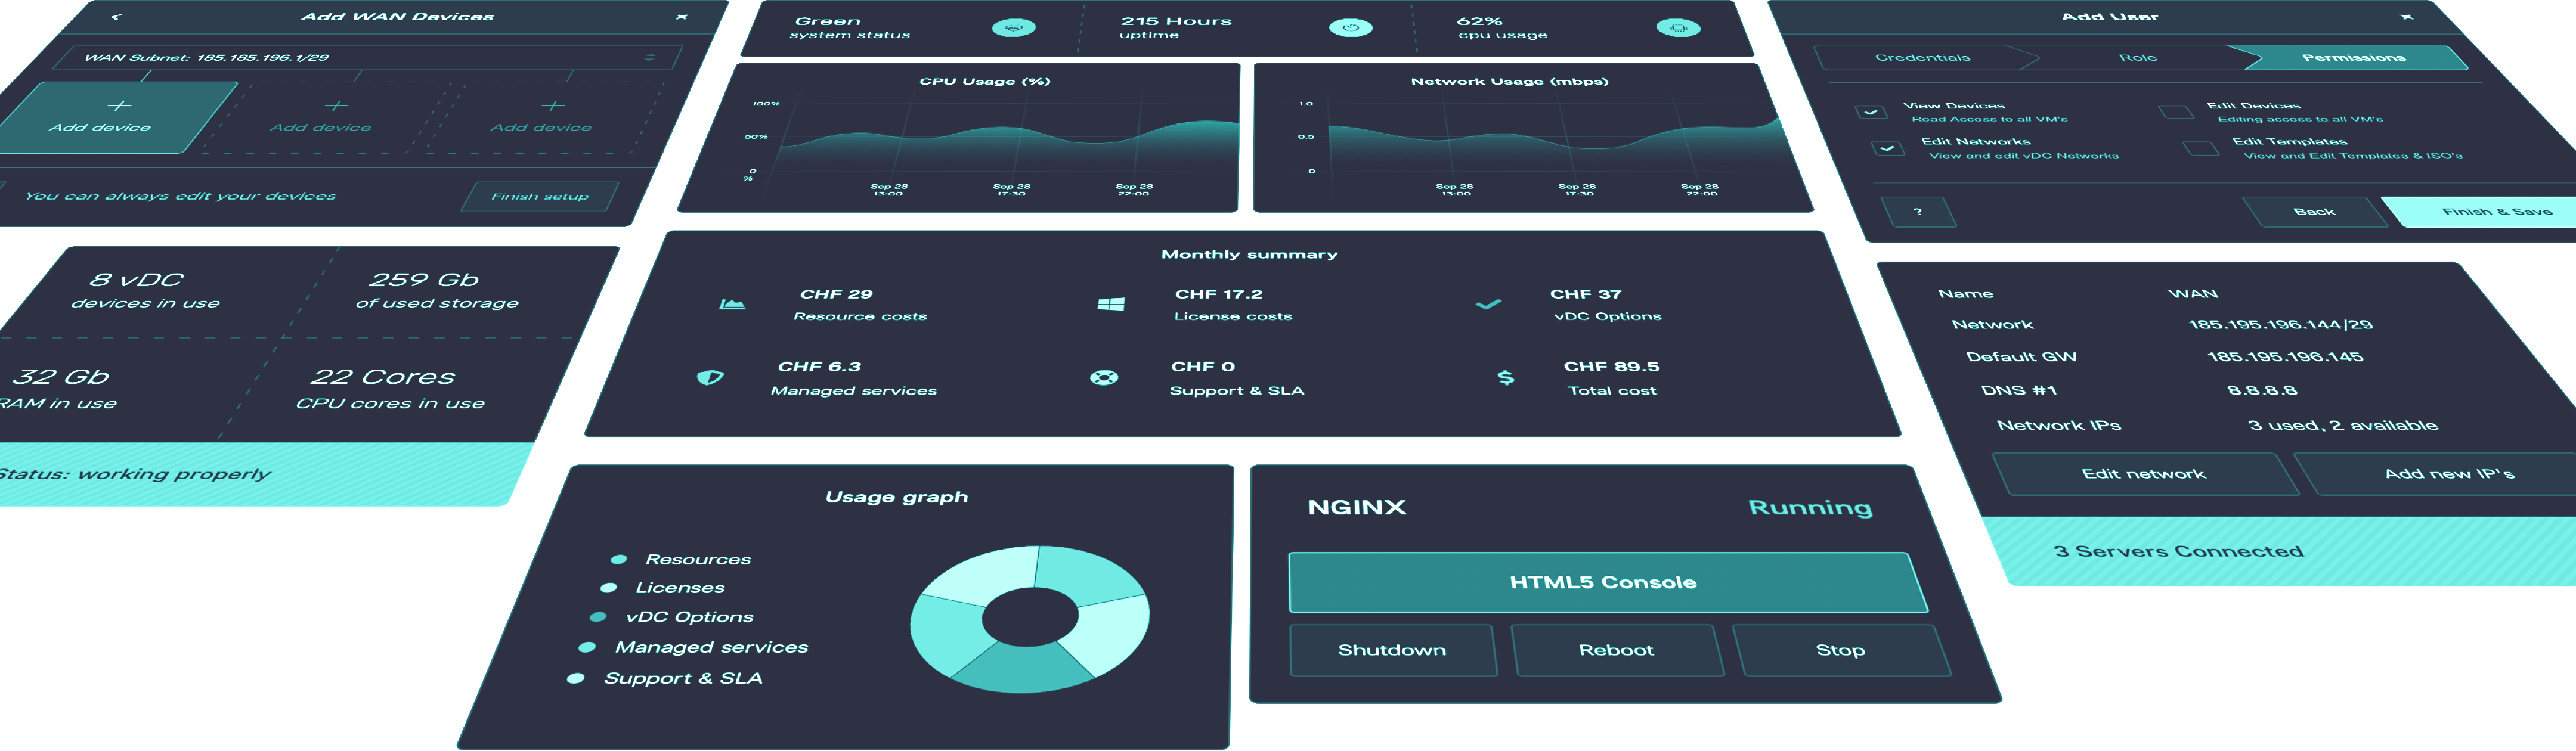 Add WAN Devices
WAN Subnet: 185.185.196.1/29
Add device
Add device
Add device
You can always edit your devices
Finish setup
8 vDC
devices in use
259 Gb
of used storage
32 Gb
RAM in use
22 Cores
CPU cores in use
Status: working properly
Green
system status
215 Hours
uptime
62%
cpu usage
CPU Usage (%)
100%
50%
0
%
Sep 28
13:00
Sep 28
17:30
Sep 28
22:00
Network Usage (mbps)
1.0
0.5
0
Sep 28
13:00
Sep 28
17:30
Sep 28
22:00
Monthly summary
CHF 29
Resource costs
CHF 17.2
License costs
CHF 37
vDC Options
CHF 6.3
Managed services
CHF 0
Support & SLA
$
CHF 89.5
Total cost
Usage graph
Resources
Licenses
vDC Options
Managed services
Support & SLA
NGINX
Running
HTML5 Console
Shutdown
Reboot
Stop
Add User
Credentials
Role
Permissions
View Devices
Read Access to all VM's
Edit Devices
Editing access to all VM's
Edit Networks
View and edit vDC Networks
Edit Templates
View and Edit Templates & ISO's
?
Back
Finish & Save
Name WAN
Network 185.195.196.144/29
Default GW 185.195.196.145
DNS #1 8.8.8.8
Network IPs 3 used, 2 available
Edit network
Add new IP's
3 Servers Connected